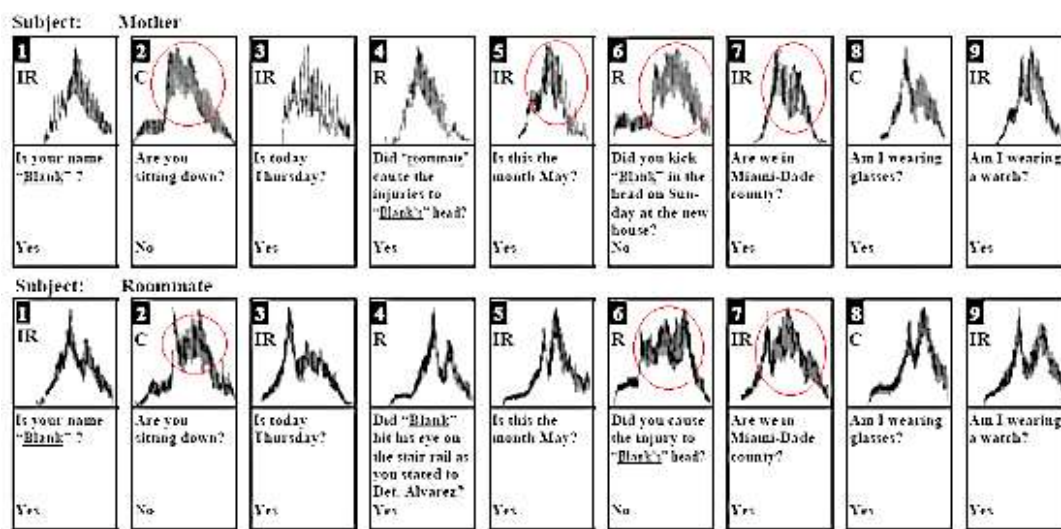 Subject: Mother
1 2 3 4 5 6 7 8 9
IR C IR R IR R IR C IR
Is your name
"Blank" ?
Yes
Are you
sitting down?
No
Is today
Thursday?
Yes
Did "roommate"
cause the
injuries to
"Blank's" head?
Yes
Is this the
month May?
Yes
Did you kick
"Blank" in the
head on Sun-
day at the new
house?
No
Are we in
Miami-Dade
county?
Yes
Am I wearing
glasses?
Yes
Am I wearing
a watch?
Yes
Subject: Roommate
1 2 3 4 5 6 7 8 9
IR C IR R IR R IR C IR
Is your name
"Blank" ?
Yes
Are you
sitting down?
No
Is today
Thursday?
Yes
Did "Blank"
hit his eye on
the stair rail as
you stated to
Det. Alvarez?
Yes
Is this the
month May?
Yes
Did you cause
the injury to
"Blank's" head?
No
Are we in
Miami-Dade
county?
Yes
Am I wearing
glasses?
Yes
Am I wearing
a watch?
Yes